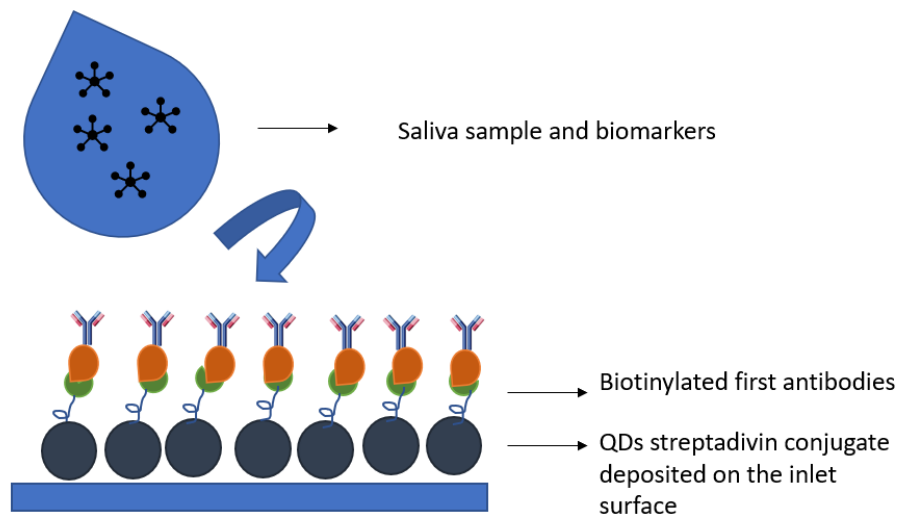 Saliva sample and biomarkers
Biotinylated first antibodies
QDs streptadivin conjugate
deposited on the inlet
surface